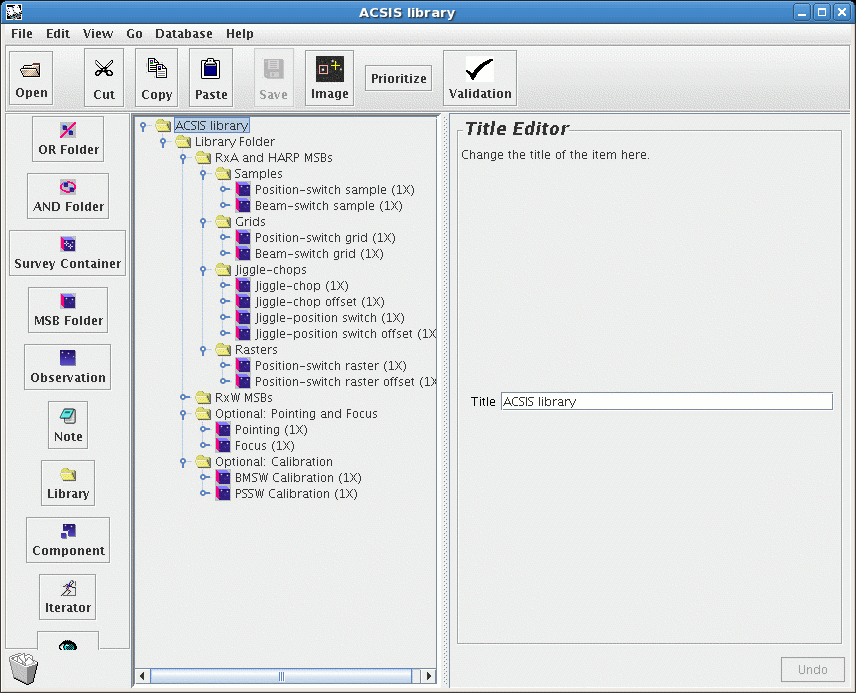 ACSIS library
File Edit View Go Database Help
Open
Cut
Copy
Paste
Save
Image
Prioritize
Validation
OR Folder
AND Folder
Survey Container
MSB Folder
Observation
Note
Library
Component
Iterator
ACSIS library
Library Folder
RxA and HARP MSBs
Samples
Position-switch sample (1X)
Beam-switch sample (1X)
Grids
Position-switch grid (1X)
Beam-switch grid (1X)
Jiggle-chops
Jiggle-chop (1X)
Jiggle-chop offset (1X)
Jiggle-position switch (1X)
Jiggle-position switch offset (1X
Rasters
Position-switch raster (1X)
Position-switch raster offset (1X
RxW MSBs
Optional: Pointing and Focus
Pointing (1X)
Focus (1X)
Optional: Calibration
BMSW Calibration (1X)
PSSW Calibration (1X)
Title Editor
Change the title of the item here.
Title ACSIS library
Undo